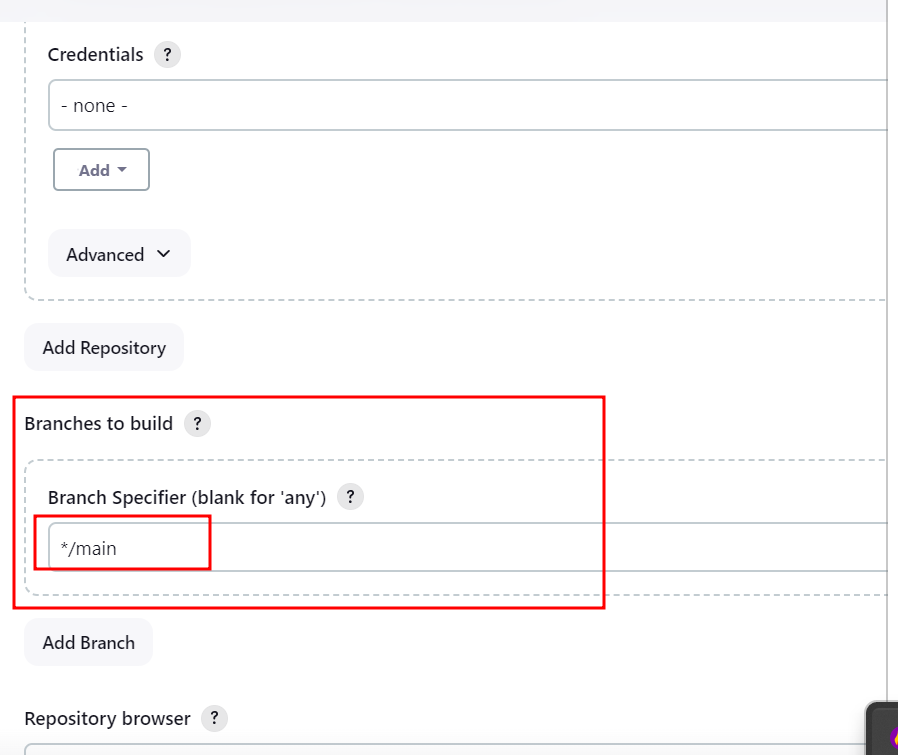 Credentials ?
- none -
Add
Advanced
Add Repository
Branches to build ?
Branch Specifier (blank for 'any') ?
*/main
Add Branch
Repository browser ?